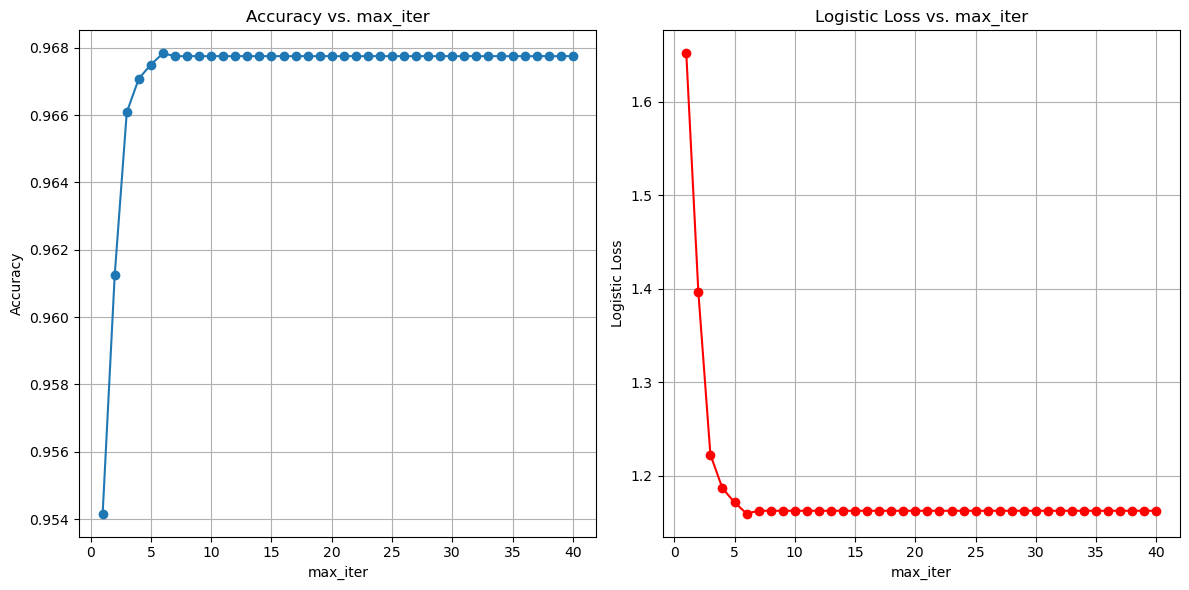 Accuracy vs. max_iter
0.968
0.966
0.964
0.962
0.960
0.958
0.956
0.954
Accuracy
0 5 10 15 20 25 30 35 40
max_iter
Logistic Loss vs. max_iter
1.6
1.5
1.4
1.3
1.2
Logistic Loss
0 5 10 15 20 25 30 35 40
max_iter